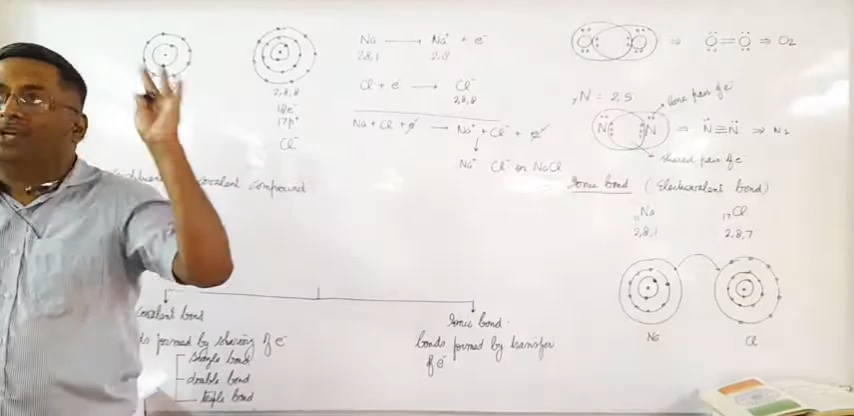 2, 8, 8
18e⁻
17p⁺
Cl⁻
covalent compound
Na ⟶ Na⁺ + e⁻
2,8,1 2,8
Cl + e⁻ ⟶ Cl⁻
2,8,8
Na + Cl + e⁻ ⟶ Na⁺ + Cl⁻ + e⁻
Na⁺ Cl⁻ or NaCl
Covalent bond
formed by sharing of e⁻
single bond
double bond
triple bond
Ionic bond
bonds formed by transfer
of e⁻
O O ⇒ O=O ⇒ O₂
₇N = 2,5
lone pair of e⁻
N N ⇒ N≡N ⇒ N₂
shared pair of e⁻
Ionic bond (Electrovalent bond)
₁₁Na ₁₇Cl
2,8,1 2,8,7
Na Cl